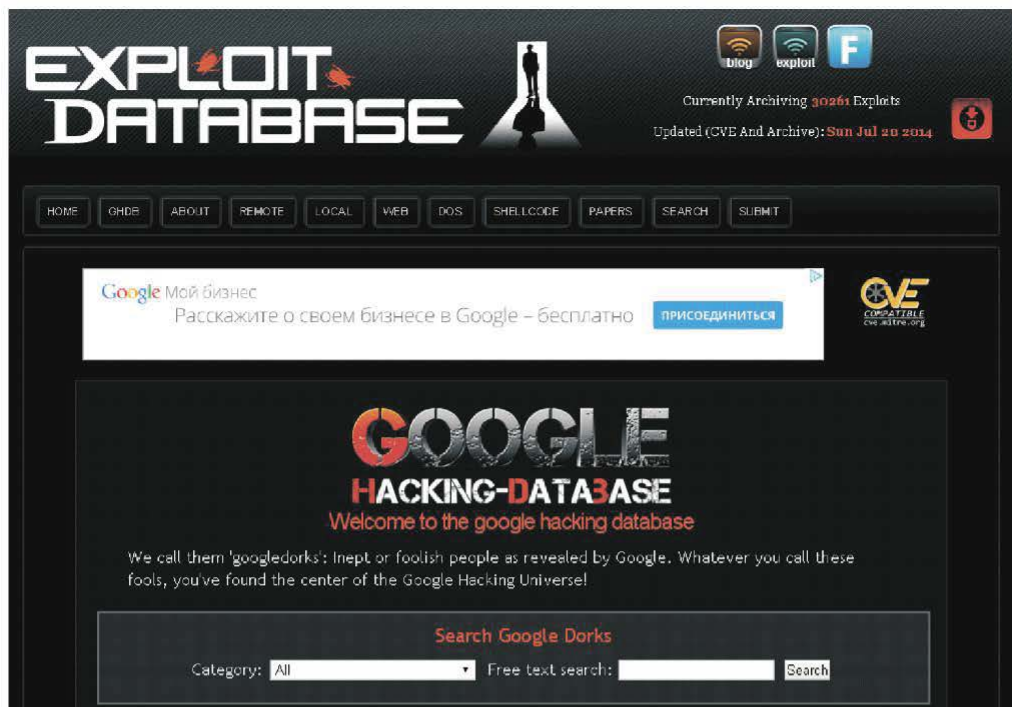 EXPLOIT
DATABASE
blog exploit F
Currently Archiving 30261 Exploits
Updated (CVE And Archive): Sun Jul 20 2014
HOME GHDB ABOUT REMOTE LOCAL WEB DOS SHELLCODE PAPERS SEARCH SUBMIT
Google Мой бизнес
Расскажите о своем бизнесе в Google – бесплатно ПРИСОЕДИНИТЬСЯ
CVE
COMPATIBLE
cve.mitre.org
GOOGLE
HACKING-DATABASE
Welcome to the google hacking database
We call them 'googledorks': Inept or foolish people as revealed by Google. Whatever you call these
fools, you've found the center of the Google Hacking Universe!
Search Google Dorks
Category: All Free text search: Search